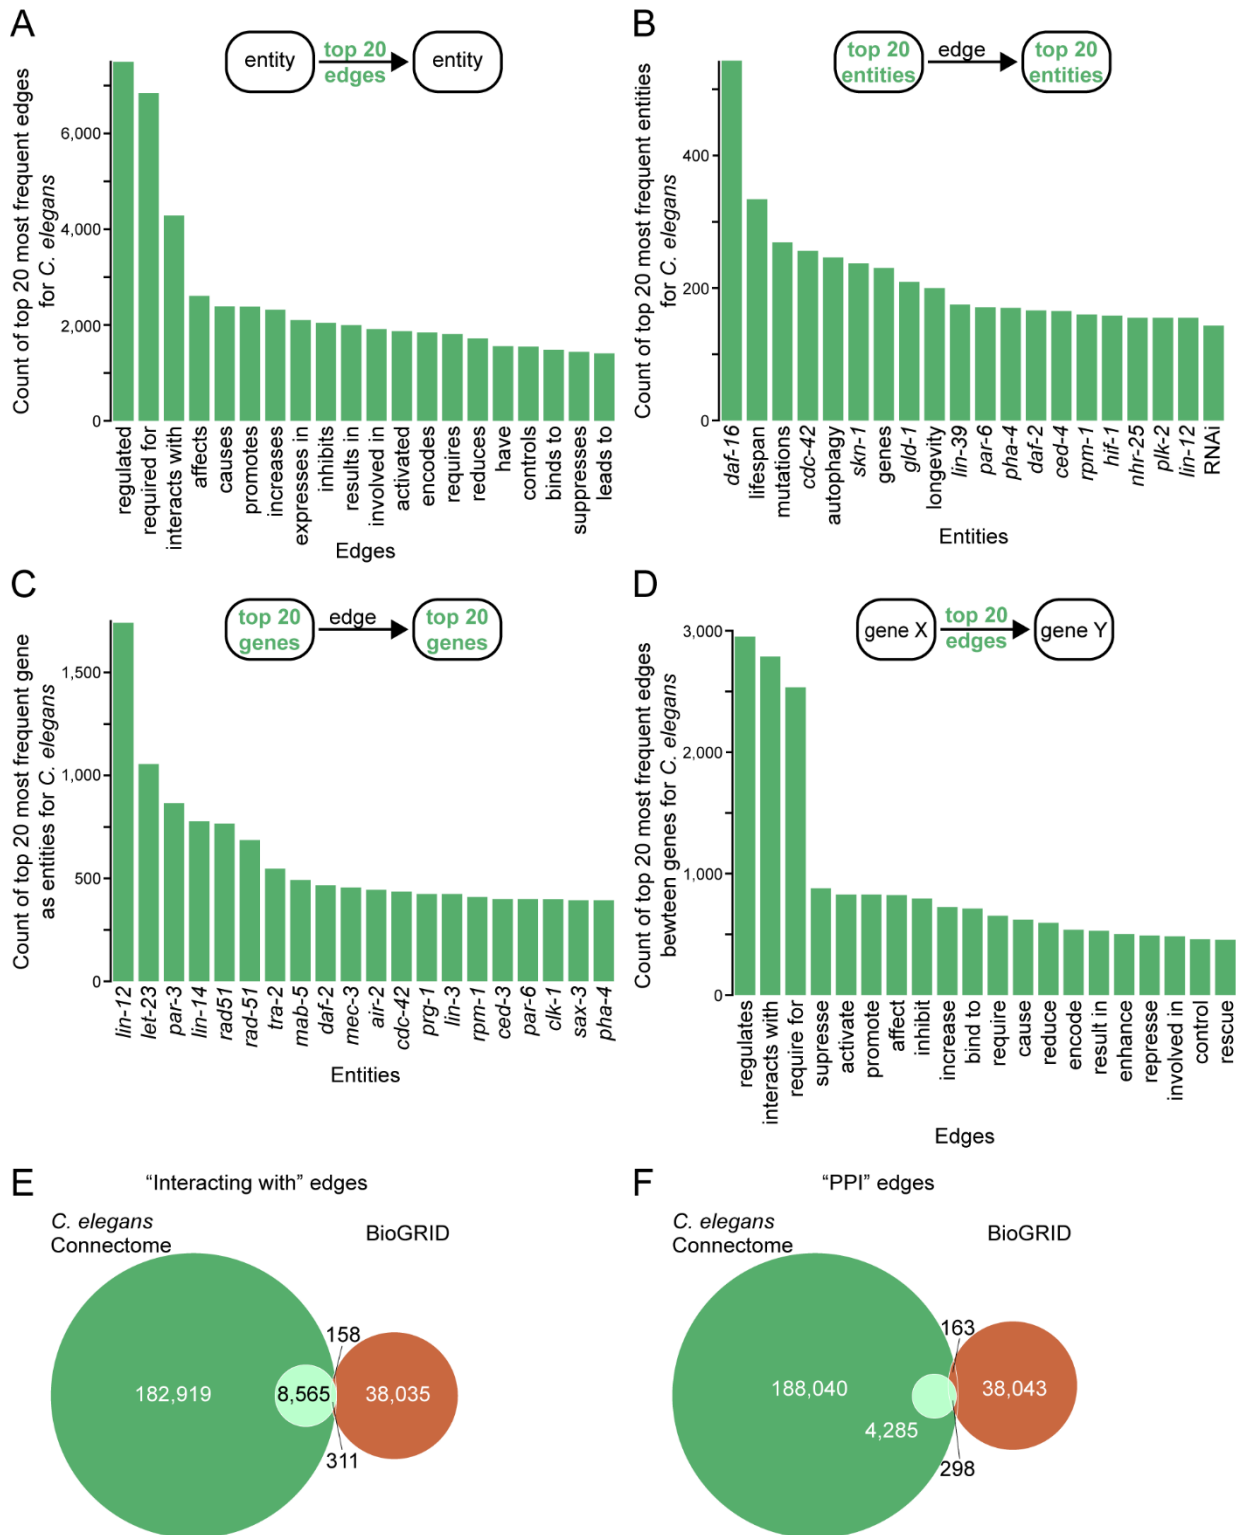 A
entity
top 20
edges
entity
Count of top 20 most frequent edges
for C. elegans
6,000
4,000
2,000
0
regulated
required for
interacts with
affects
causes
promotes
increases
expresses in
inhibits
results in
involved in
activated
encodes
requires
reduces
have
controls
binds to
suppresses
leads to
Edges
B
top 20
entities
edge
top 20
entities
Count of top 20 most frequent entities
for C. elegans
400
200
0
daf-16
lifespan
mutations
cdc-42
autophagy
skn-1
genes
gld-1
longevity
lin-39
par-6
pha-4
daf-2
ced-4
rpm-1
hif-1
nhr-25
plk-2
lin-12
RNAi
Entities
C
top 20
genes
edge
top 20
genes
Count of top 20 most frequent gene
as entities for C. elegans
1,500
1,000
500
0
lin-12
let-23
par-3
lin-14
rad51
rad-51
tra-2
mab-5
daf-2
mec-3
air-2
cdc-42
prg-1
lin-3
rpm-1
ced-3
par-6
clk-1
sax-3
pha-4
Entities
D
gene X
top 20
edges
gene Y
Count of top 20 most frequent edges
bewteen genes for C. elegans
3,000
2,000
1,000
0
regulates
interacts with
require for
supresse
activate
promote
affect
inhibit
increase
bind to
require
cause
reduce
encode
result in
enhance
represse
involved in
control
rescue
Edges
E
“Interacting with” edges
C. elegans
Connectome
BioGRID
158
182,919
8,565
38,035
311
F
“PPI” edges
C. elegans
Connectome
BioGRID
163
188,040
38,043
4,285
298